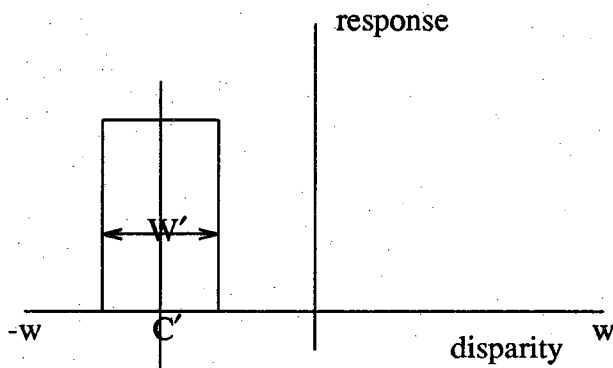 response
W′
-w
C′
w
disparity